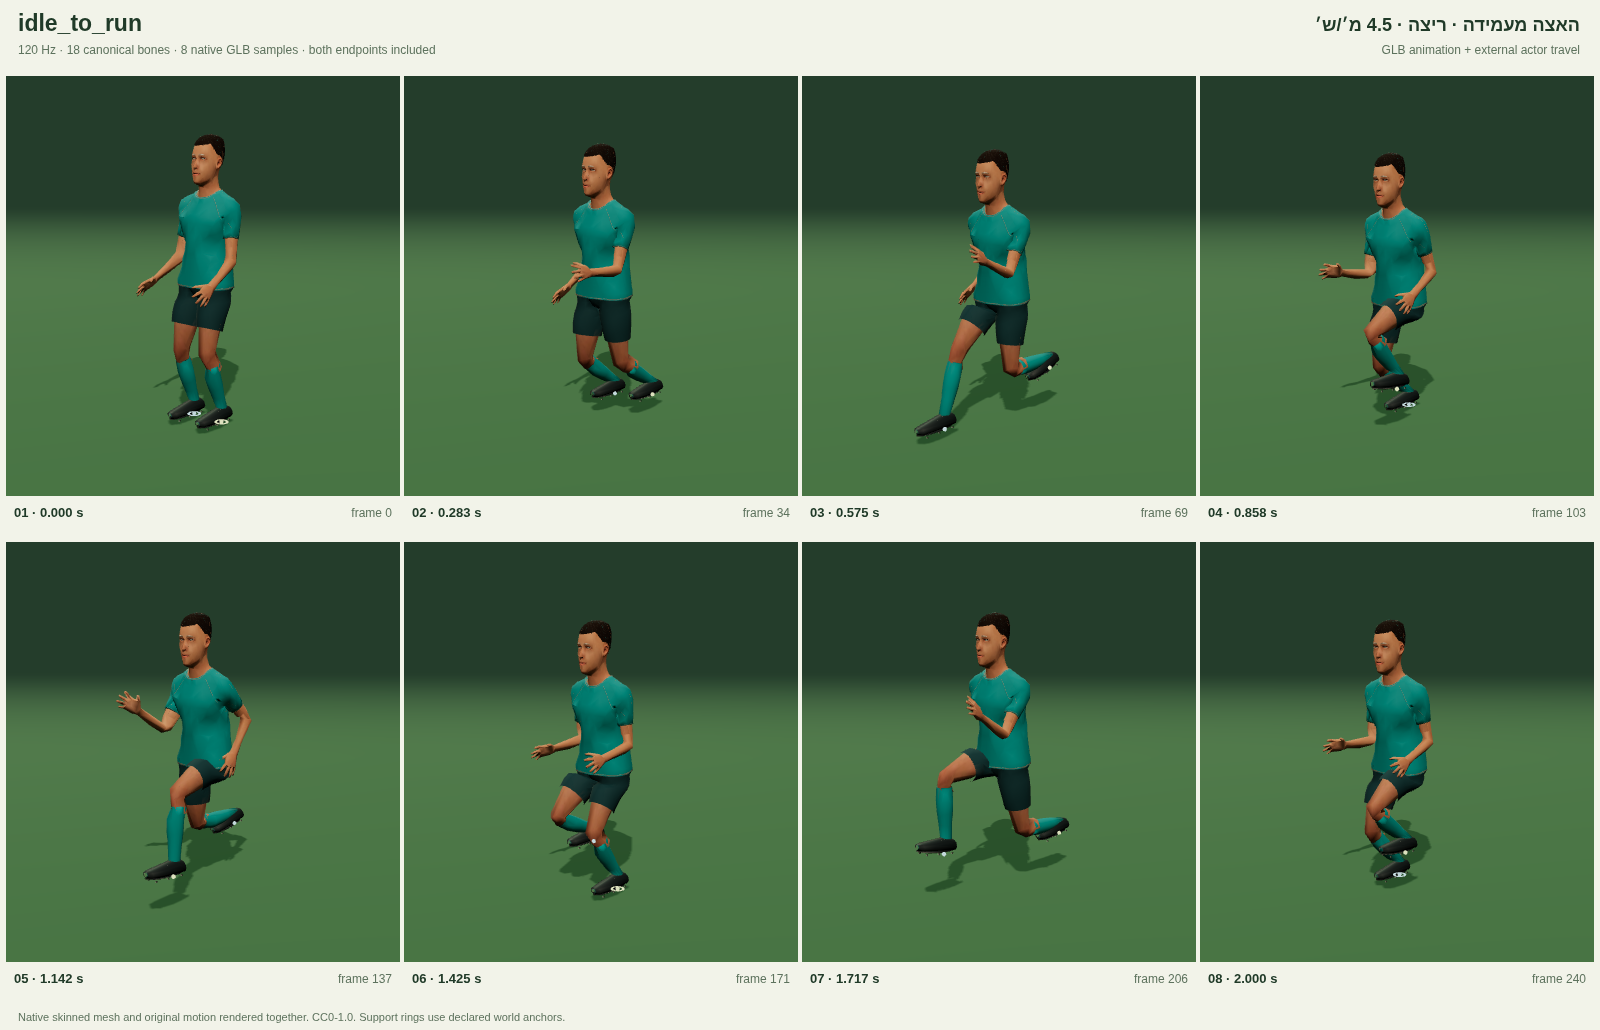 idle_to_run
האצה מעמידה · ריצה · 4.5 מ׳/ש׳
120 Hz · 18 canonical bones · 8 native GLB samples · both endpoints included
GLB animation + external actor travel
01 · 0.000 s frame 0
02 · 0.283 s frame 34
03 · 0.575 s frame 69
04 · 0.858 s frame 103
05 · 1.142 s frame 137
06 · 1.425 s frame 171
07 · 1.717 s frame 206
08 · 2.000 s frame 240
Native skinned mesh and original motion rendered together. CC0-1.0. Support rings use declared world anchors.